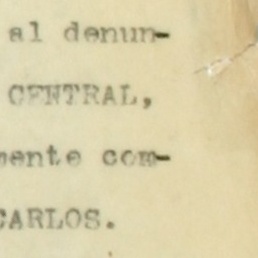 al denun-
CENTRAL,
mente com-
CARLOS.